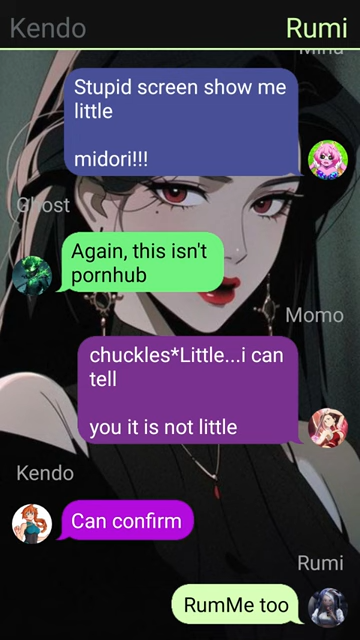 Kendo
Rumi
Mina
Stupid screen show me
little
midori!!!
Ghost
Again, this isn't
pornhub
Momo
chuckles*Little...i can
tell
you it is not little
Kendo
Can confirm
Rumi
RumMe too